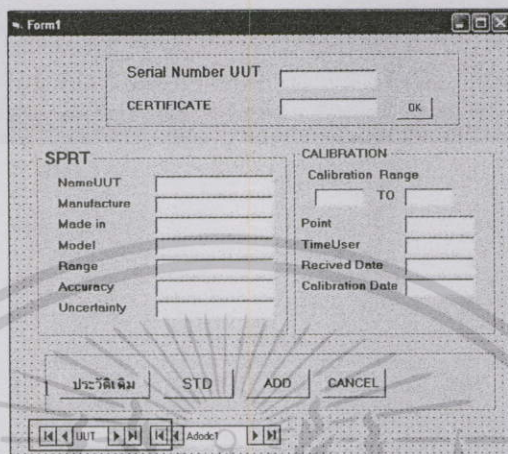 Form1
Serial Number UUT
CERTIFICATE
OK
SPRT
NameUUT
Manufacture
Made in
Model
Range
Accuracy
Uncertainty
CALIBRATION
Calibration Range
TO
Point
TimeUser
Recived Date
Calibration Date
ประวัติเดิม
STD
ADD
CANCEL
UUT
Adodc1